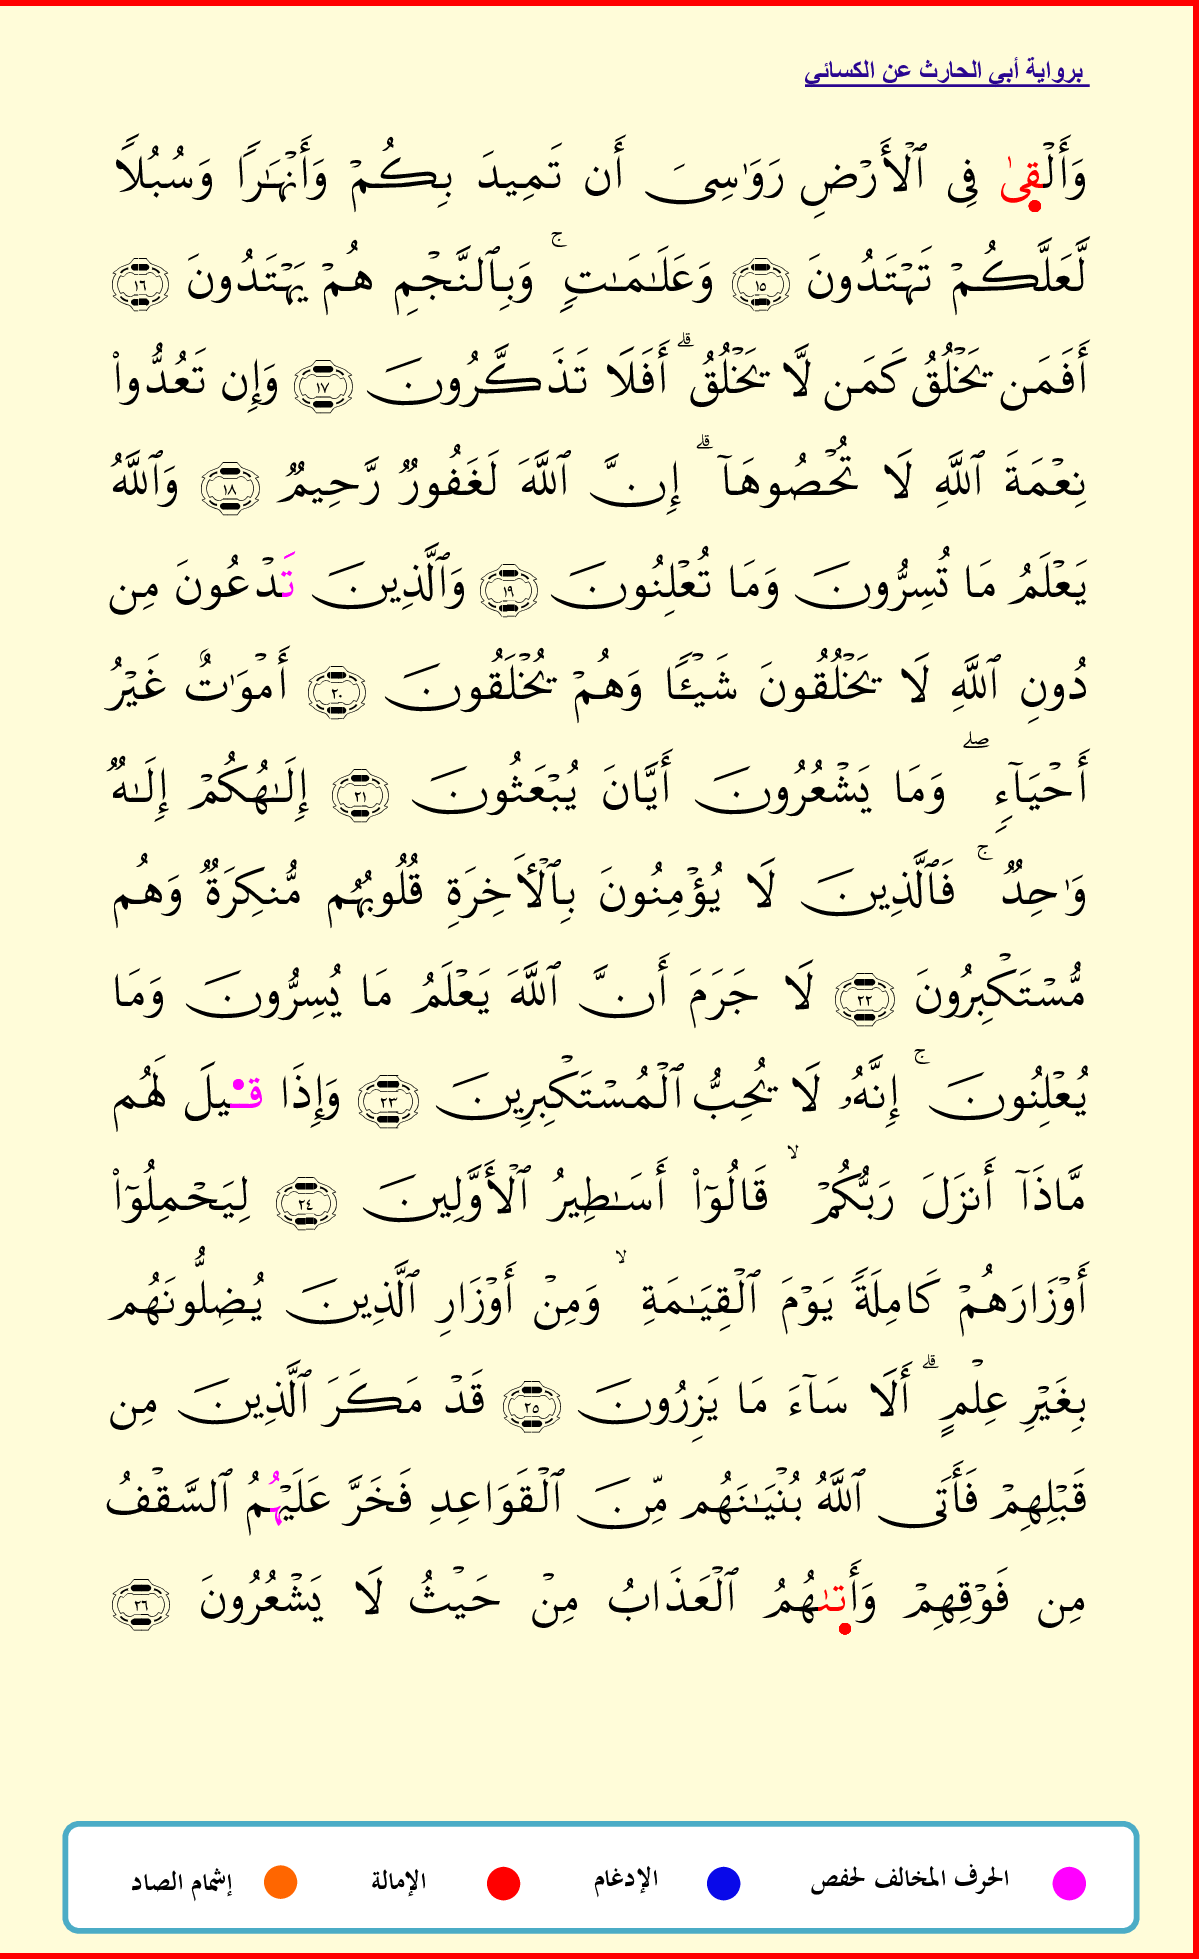 برواية أبي الحارث عن الكسائي
وَأَلۡقىٰ فِي ٱلۡأَرۡضِ رَوَٰسِيَ أَن تَمِيدَ بِكُمۡ وَأَنۡهَٰرٗا وَسُبُلٗا
لَّعَلَّكُمۡ تَهۡتَدُونَ ١٥ وَعَلَٰمَٰتٖۚ وَبِٱلنَّجۡمِ هُمۡ يَهۡتَدُونَ ١٦
أَفَمَن يَخۡلُقُ كَمَن لَّا يَخۡلُقُۗ أَفَلَا تَذَكَّرُونَ ١٧ وَإِن تَعُدُّواْ
نِعۡمَةَ ٱللَّهِ لَا تُحۡصُوهَآۗ إِنَّ ٱللَّهَ لَغَفُورٞ رَّحِيمٞ ١٨ وَٱللَّهُ
يَعۡلَمُ مَا تُسِرُّونَ وَمَا تُعۡلِنُونَ ١٩ وَٱلَّذِينَ تَدۡعُونَ مِن
دُونِ ٱللَّهِ لَا يَخۡلُقُونَ شَيۡـٔٗا وَهُمۡ يُخۡلَقُونَ ٢٠ أَمۡوَٰتٌ غَيۡرُ
أَحۡيَآءٖۖ وَمَا يَشۡعُرُونَ أَيَّانَ يُبۡعَثُونَ ٢١ إِلَٰهُكُمۡ إِلَٰهٞ
وَٰحِدٞۚ فَٱلَّذِينَ لَا يُؤۡمِنُونَ بِٱلۡأٓخِرَةِ قُلُوبُهُم مُّنكِرَةٞ وَهُم
مُّسۡتَكۡبِرُونَ ٢٢ لَا جَرَمَ أَنَّ ٱللَّهَ يَعۡلَمُ مَا يُسِرُّونَ وَمَا
يُعۡلِنُونَۚ إِنَّهُۥ لَا يُحِبُّ ٱلۡمُسۡتَكۡبِرِينَ ٢٣ وَإِذَا قيلَ لَهُم
مَّاذَآ أَنزَلَ رَبُّكُمۡۙ قَالُوٓاْ أَسَٰطِيرُ ٱلۡأَوَّلِينَ ٢٤ لِيَحۡمِلُوٓاْ
أَوۡزَارَهُمۡ كَامِلَةٗ يَوۡمَ ٱلۡقِيَٰمَةِۙ وَمِنۡ أَوۡزَارِ ٱلَّذِينَ يُضِلُّونَهُم
بِغَيۡرِ عِلۡمٍۗ أَلَا سَآءَ مَا يَزِرُونَ ٢٥ قَدۡ مَكَرَ ٱلَّذِينَ مِن
قَبۡلِهِمۡ فَأَتَى ٱللَّهُ بُنۡيَٰنَهُم مِّنَ ٱلۡقَوَاعِدِ فَخَرَّ عَلَيۡهُمُ ٱلسَّقۡفُ
مِن فَوۡقِهِمۡ وَأَتىٰهُمُ ٱلۡعَذَابُ مِنۡ حَيۡثُ لَا يَشۡعُرُونَ ٢٦
الحرف المخالف لحفص الإدغام الإمالة إشمام الصاد